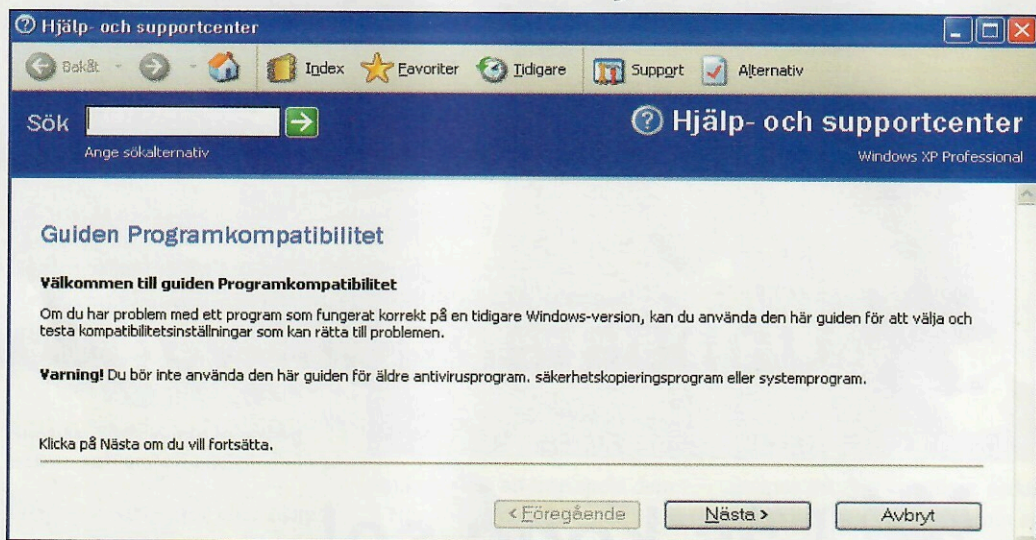 Hjälp- och supportcenter
Bakåt Index Favoriter Tidigare Support Alternativ
Sök
Ange sökalternativ
Hjälp- och supportcenter
Windows XP Professional
Guiden Programkompatibilitet
Välkommen till guiden Programkompatibilitet
Om du har problem med ett program som fungerat korrekt på en tidigare Windows-version, kan du använda den här guiden för att välja och
testa kompatibilitetsinställningar som kan rätta till problemen.
Varning! Du bör inte använda den här guiden för äldre antivirusprogram. säkerhetskopieringsprogram eller systemprogram.
Klicka på Nästa om du vill fortsätta.
< Föregående Nästa > Avbryt